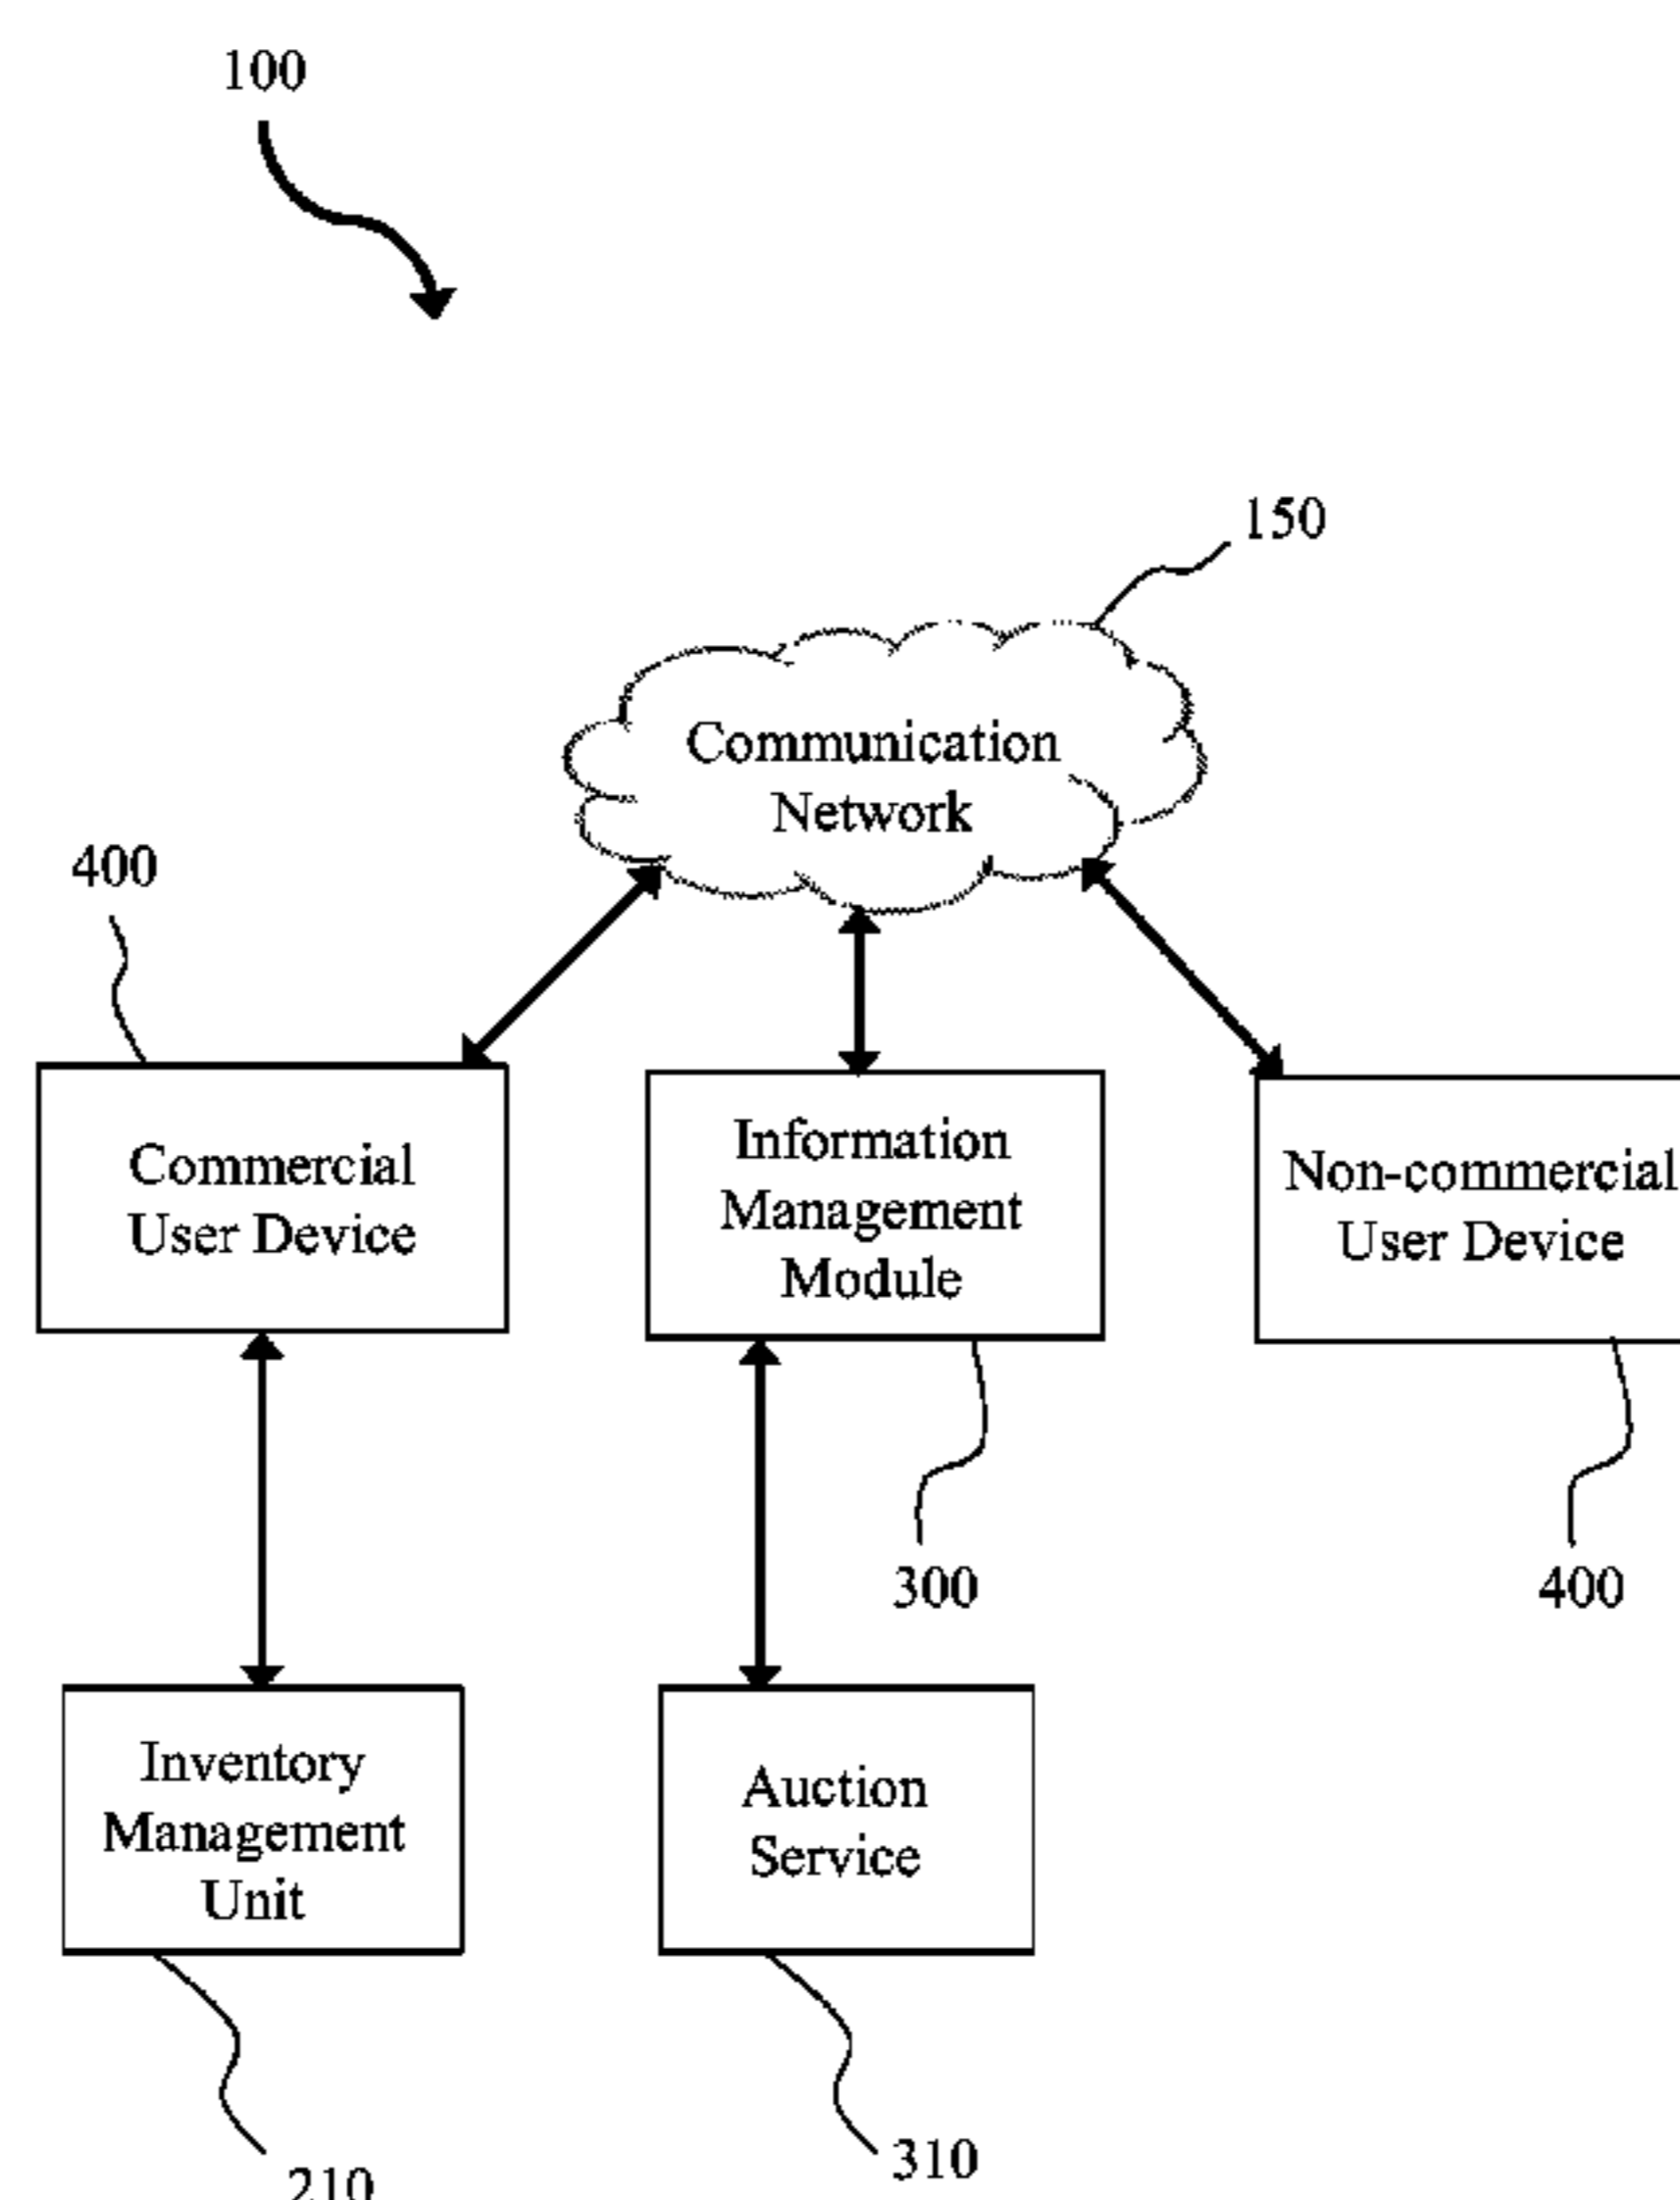 100
150
Communication
Network
400
Commercial
User Device
Information
Management
Module
Non-commercial
User Device
300
400
Inventory
Management
Unit
Auction
Service
310
210